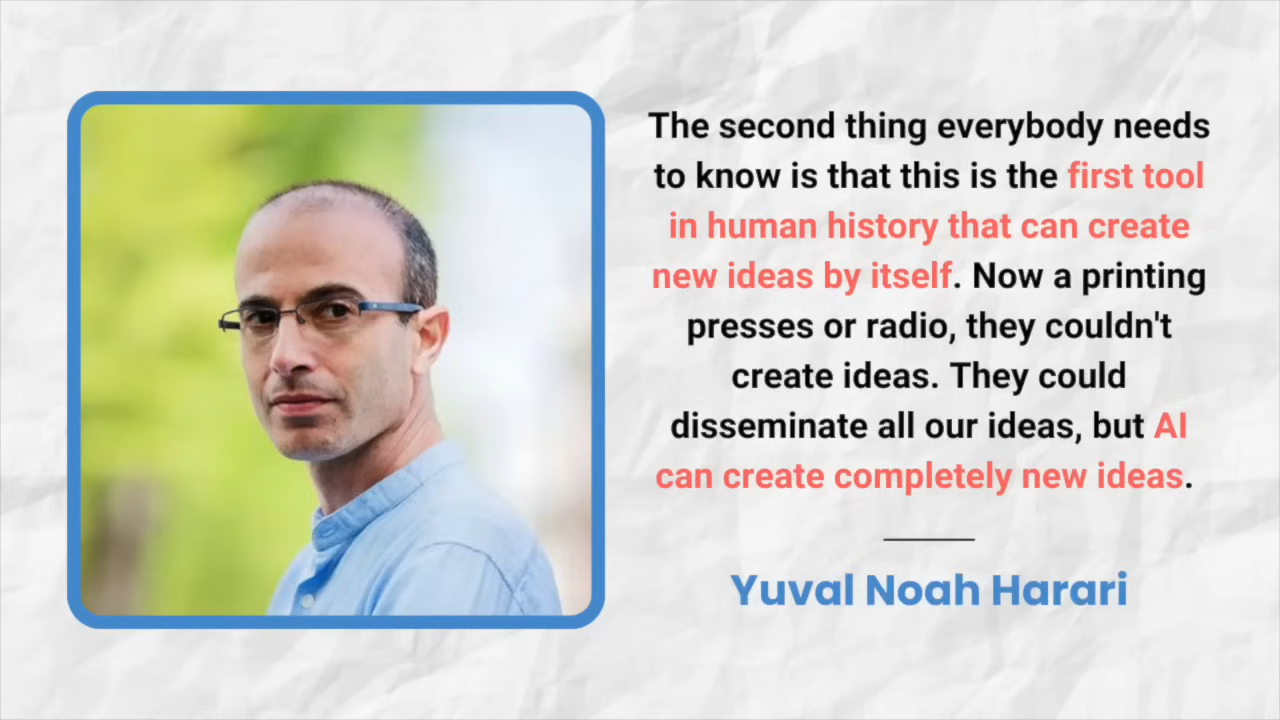 The second thing everybody needs
to know is that this is the first tool
in human history that can create
new ideas by itself. Now a printing
presses or radio, they couldn't
create ideas. They could
disseminate all our ideas, but AI
can create completely new ideas.
Yuval Noah Harari